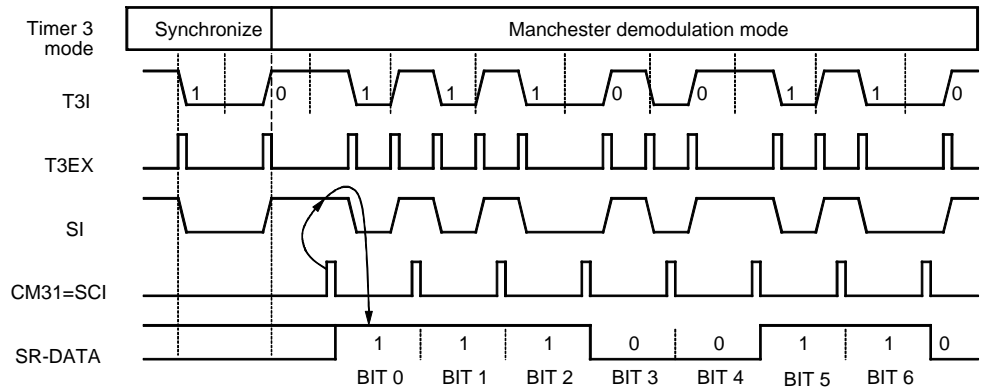 Timer 3 mode
Synchronize
Manchester demodulation mode
T3I
1 0 1 1 1 0 0 1 1 0
T3EX
SI
CM31=SCI
SR-DATA
1 1 1 0 0 1 1 0
BIT 0 BIT 1 BIT 2 BIT 3 BIT 4 BIT 5 BIT 6